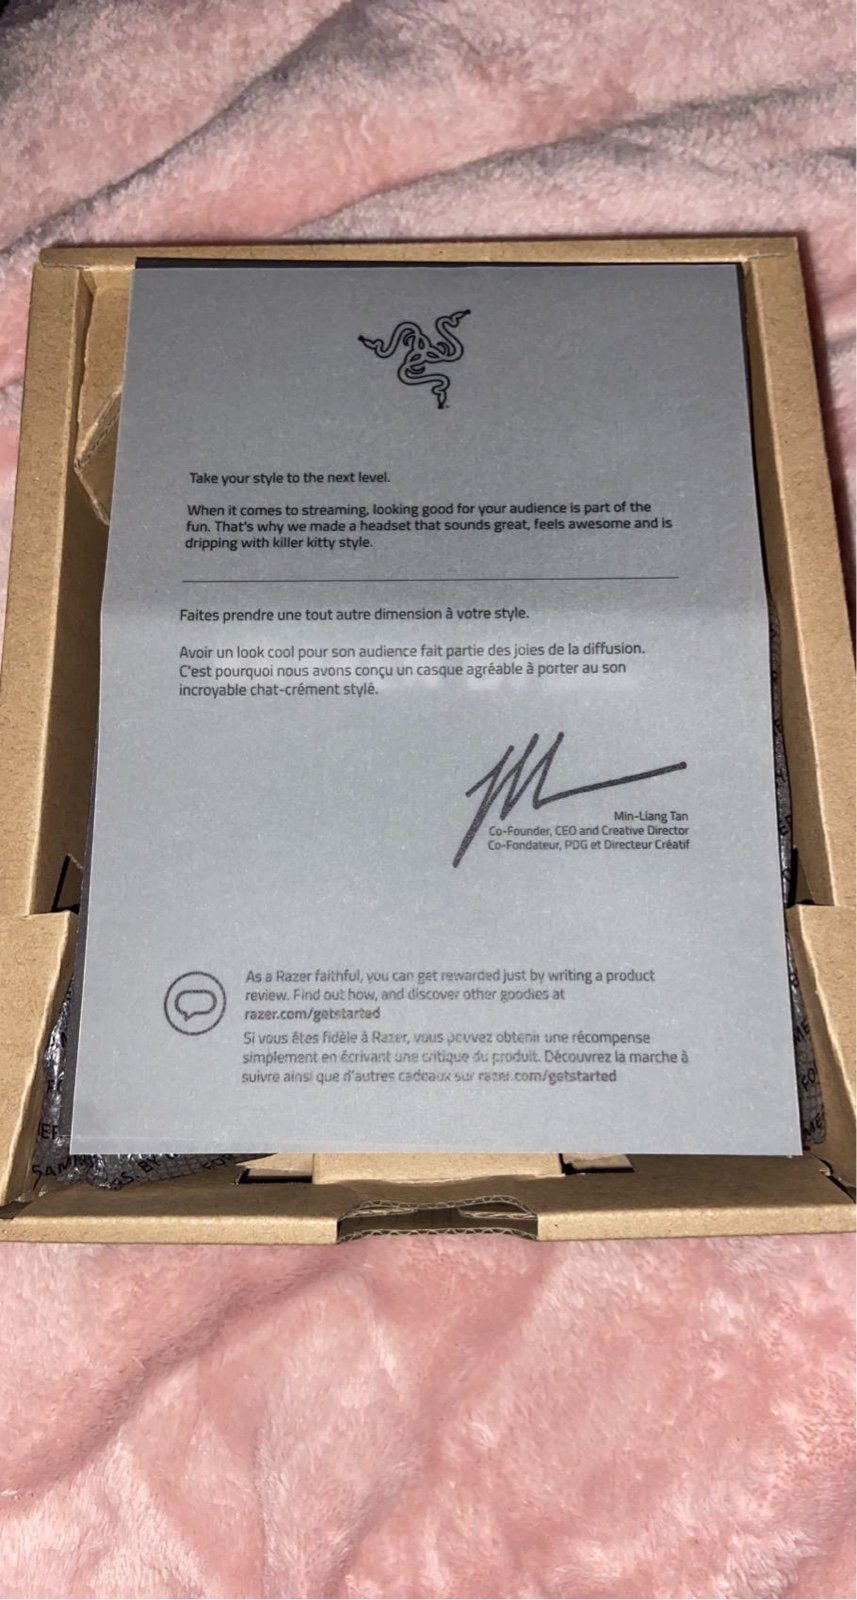 Take your style to the next level.
When it comes to streaming, looking good for your audience is part of the
fun. That's why we made a headset that sounds great, feels awesome and is
dripping with killer kitty style.
Faites prendre une tout autre dimension à votre style.
Avoir un look cool pour son audience fait partie des joies de la diffusion.
C'est pourquoi nous avons conçu un casque agréable à porter au son
incroyable chat-crément stylé.
Min-Liang Tan
Co-Founder, CEO and Creative Director
Co-Fondateur, PDG et Directeur Créatif
As a Razer faithful, you can get rewarded just by writing a product
review. Find out how, and discover other goodies at
razer.com/getstarted
Si vous êtes fidèle à Razer, vous pouvez obtenir une récompense
simplement en écrivant une critique du produit. Découvrez la marche à
suivre ainsi que d'autres cadeaux sur razer.com/getstarted